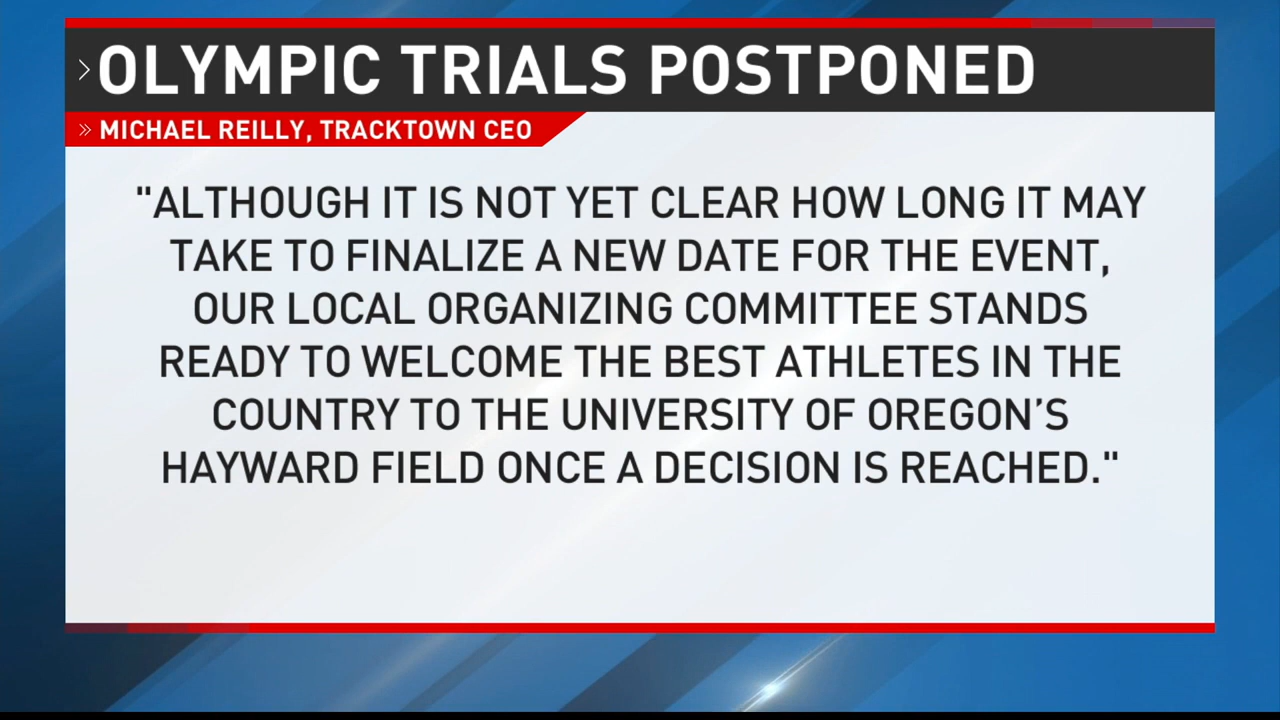 OLYMPIC TRIALS POSTPONED
MICHAEL REILLY, TRACKTOWN CEO
"ALTHOUGH IT IS NOT YET CLEAR HOW LONG IT MAY
TAKE TO FINALIZE A NEW DATE FOR THE EVENT,
OUR LOCAL ORGANIZING COMMITTEE STANDS
READY TO WELCOME THE BEST ATHLETES IN THE
COUNTRY TO THE UNIVERSITY OF OREGON’S
HAYWARD FIELD ONCE A DECISION IS REACHED."